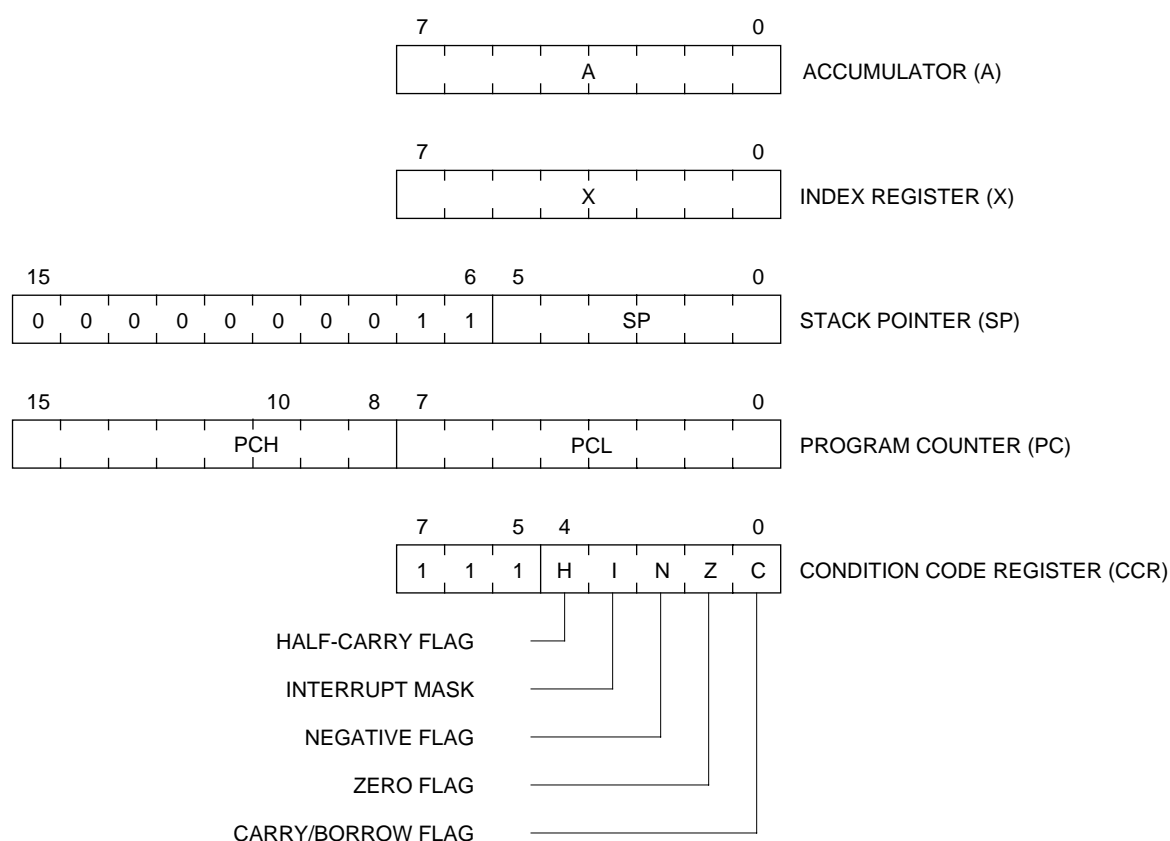 7 0
A ACCUMULATOR (A)
7 0
X INDEX REGISTER (X)
15 6 5 0
0 0 0 0 0 0 0 0 1 1 SP STACK POINTER (SP)
15 10 8 7 0
PCH PCL PROGRAM COUNTER (PC)
7 5 4 0
1 1 1 H I N Z C CONDITION CODE REGISTER (CCR)
HALF-CARRY FLAG
INTERRUPT MASK
NEGATIVE FLAG
ZERO FLAG
CARRY/BORROW FLAG